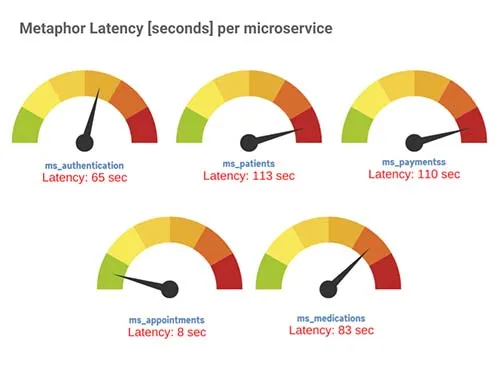 Metaphor Latency [seconds] per microservice
ms_authentication
Latency: 65 sec
ms_patients
Latency: 113 sec
ms_paymentss
Latency: 110 sec
ms_appointments
Latency: 8 sec
ms_medications
Latency: 83 sec